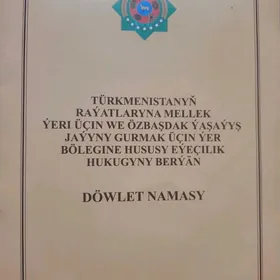 TÜRKMENISTANYŇ
RAÝATLARYNA MELLEK
ÝERI ÜÇIN WE ÖZBAŞDAK ÝAŞAÝYŞ
JAÝYNY GURMAK ÜÇIN ÝER
BÖLEGINE HUSUSY EÝEÇILIK
HUKUGYNY BERÝÄN
DÖWLET NAMASY